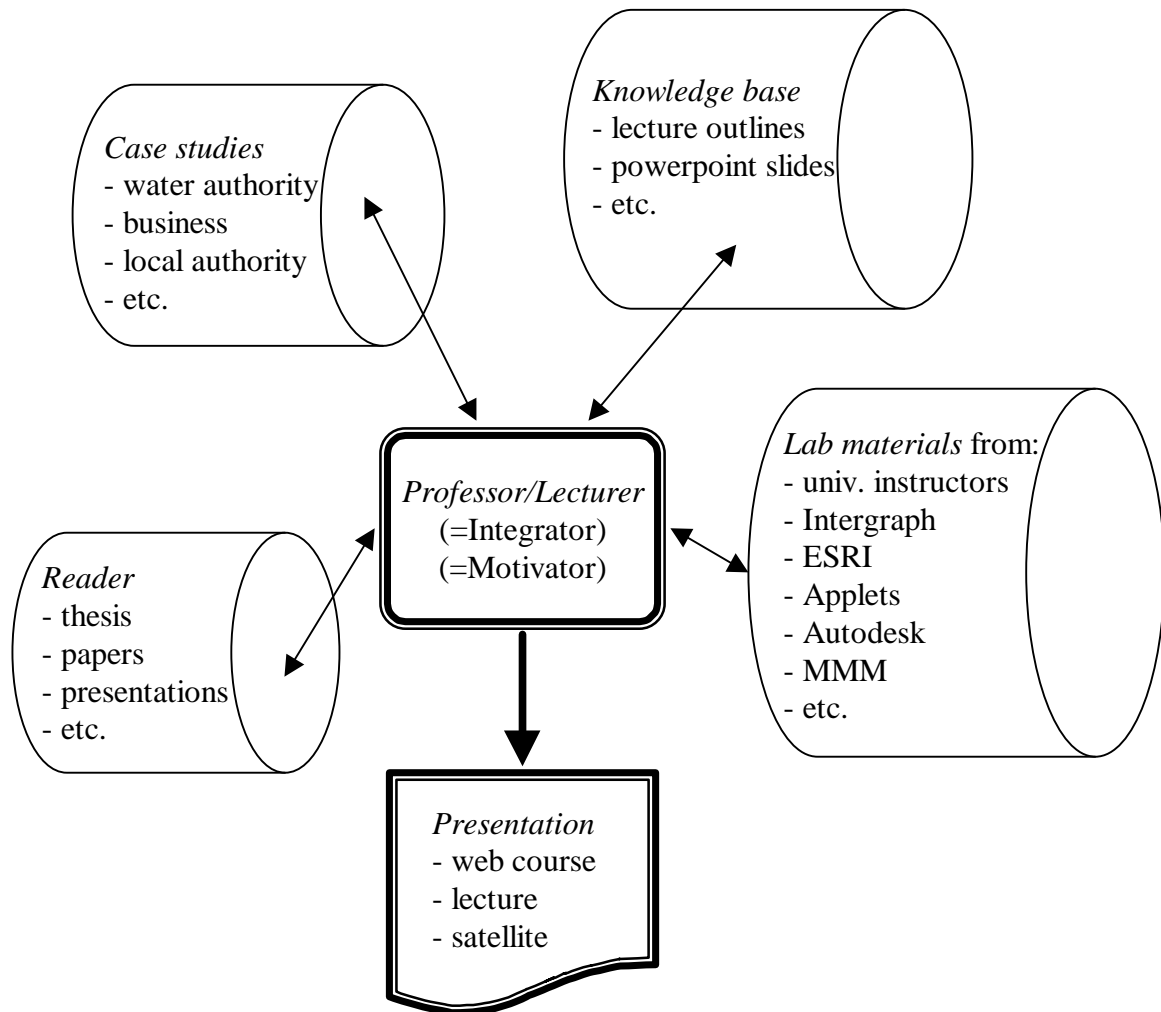 Case studies
- water authority
- business
- local authority
- etc.
Knowledge base
- lecture outlines
- powerpoint slides
- etc.
Professor/Lecturer
(=Integrator)
(=Motivator)
Lab materials from:
- univ. instructors
- Intergraph
- ESRI
- Applets
- Autodesk
- MMM
- etc.
Reader
- thesis
- papers
- presentations
- etc.
Presentation
- web course
- lecture
- satellite